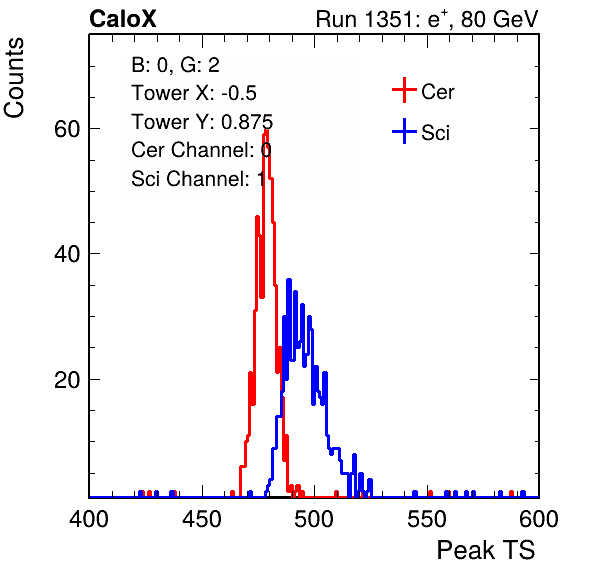 CaloX Run 1351: e+, 80 GeV
Counts
B: 0, G: 2
Tower X: -0.5
Tower Y: 0.875
Cer Channel: 0
Sci Channel: 1
Cer
Sci
60
40
20
400 450 500 550 600
Peak TS